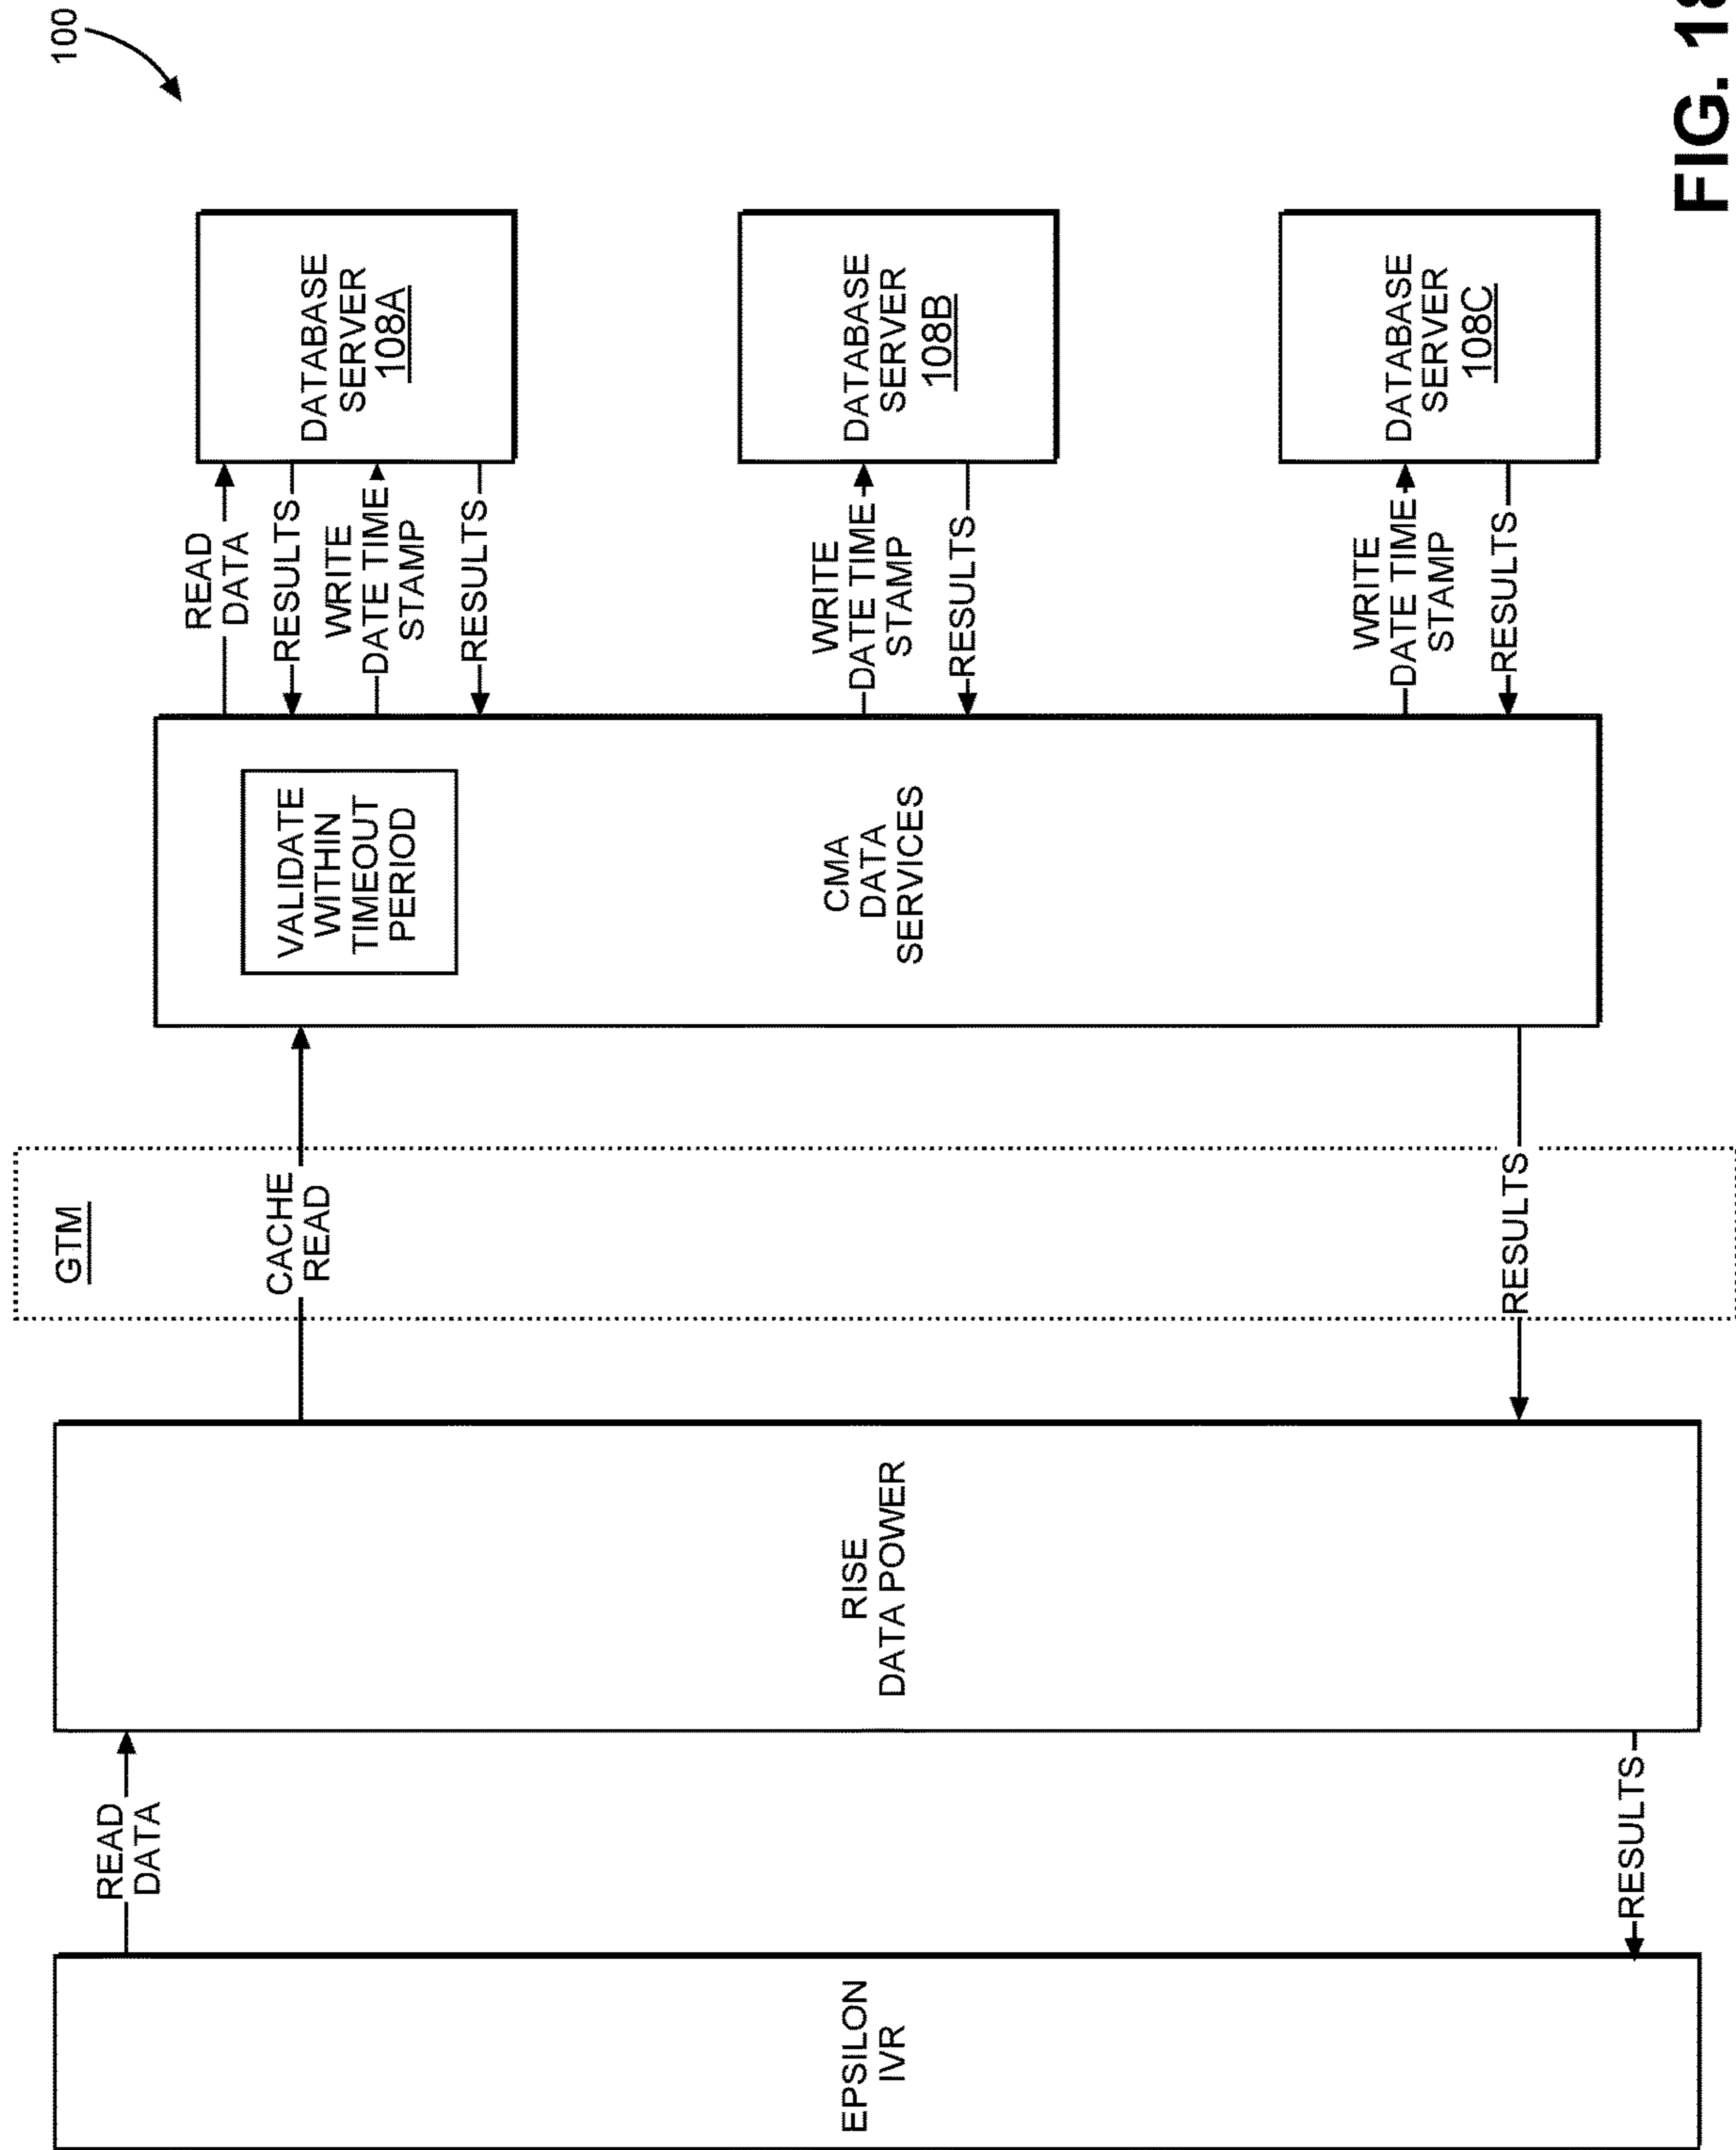 100
EPSILON
IVR
READ
DATA
RESULTS
RISE
DATA POWER
GTM
CACHE
READ
RESULTS
VALIDATE
WITHIN
TIMEOUT
PERIOD
CMA
DATA
SERVICES
READ
DATA
RESULTS
WRITE
DATE TIME
STAMP
RESULTS
DATABASE
SERVER
108A
WRITE
DATE TIME
STAMP
RESULTS
DATABASE
SERVER
108B
WRITE
DATE TIME
STAMP
RESULTS
DATABASE
SERVER
108C
FIG. 18